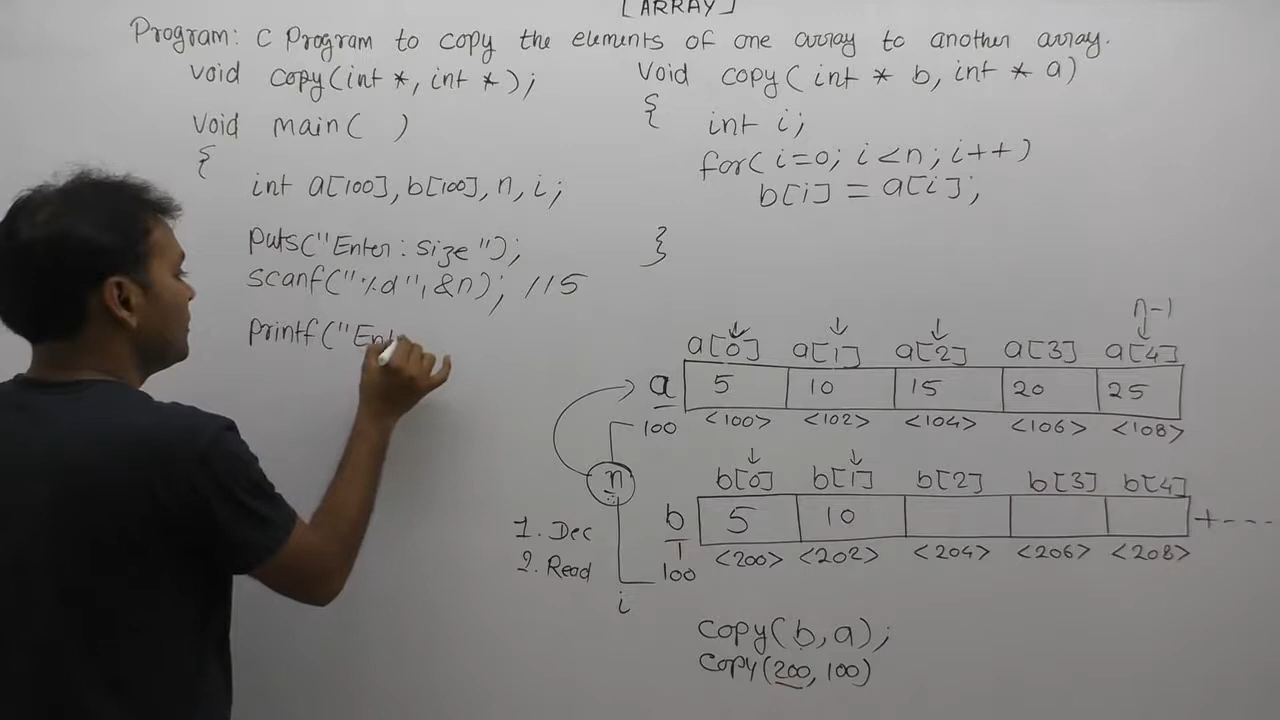 [ARRAY]
Program: C Program to copy the elements of one array to another array.
void copy(int *, int *);
void main( )
{
int a[100], b[100], n, i;
puts("Enter: size");
scanf("%d", &n); //5
printf("Ent
void copy( int * b, int * a)
{
int i;
for( i=0; i<n; i++)
b[i] = a[i];
}
n-1
a[0] a[1] a[2] a[3] a[4]
a 5 10 15 20 25
100 <100> <102> <104> <106> <108>
n
b[0] b[1] b[2] b[3] b[4]
b 5 10 +----
<200> <202> <204> <206> <208>
100
1. Dec
2. Read
i
copy(b, a);
copy(200, 100)